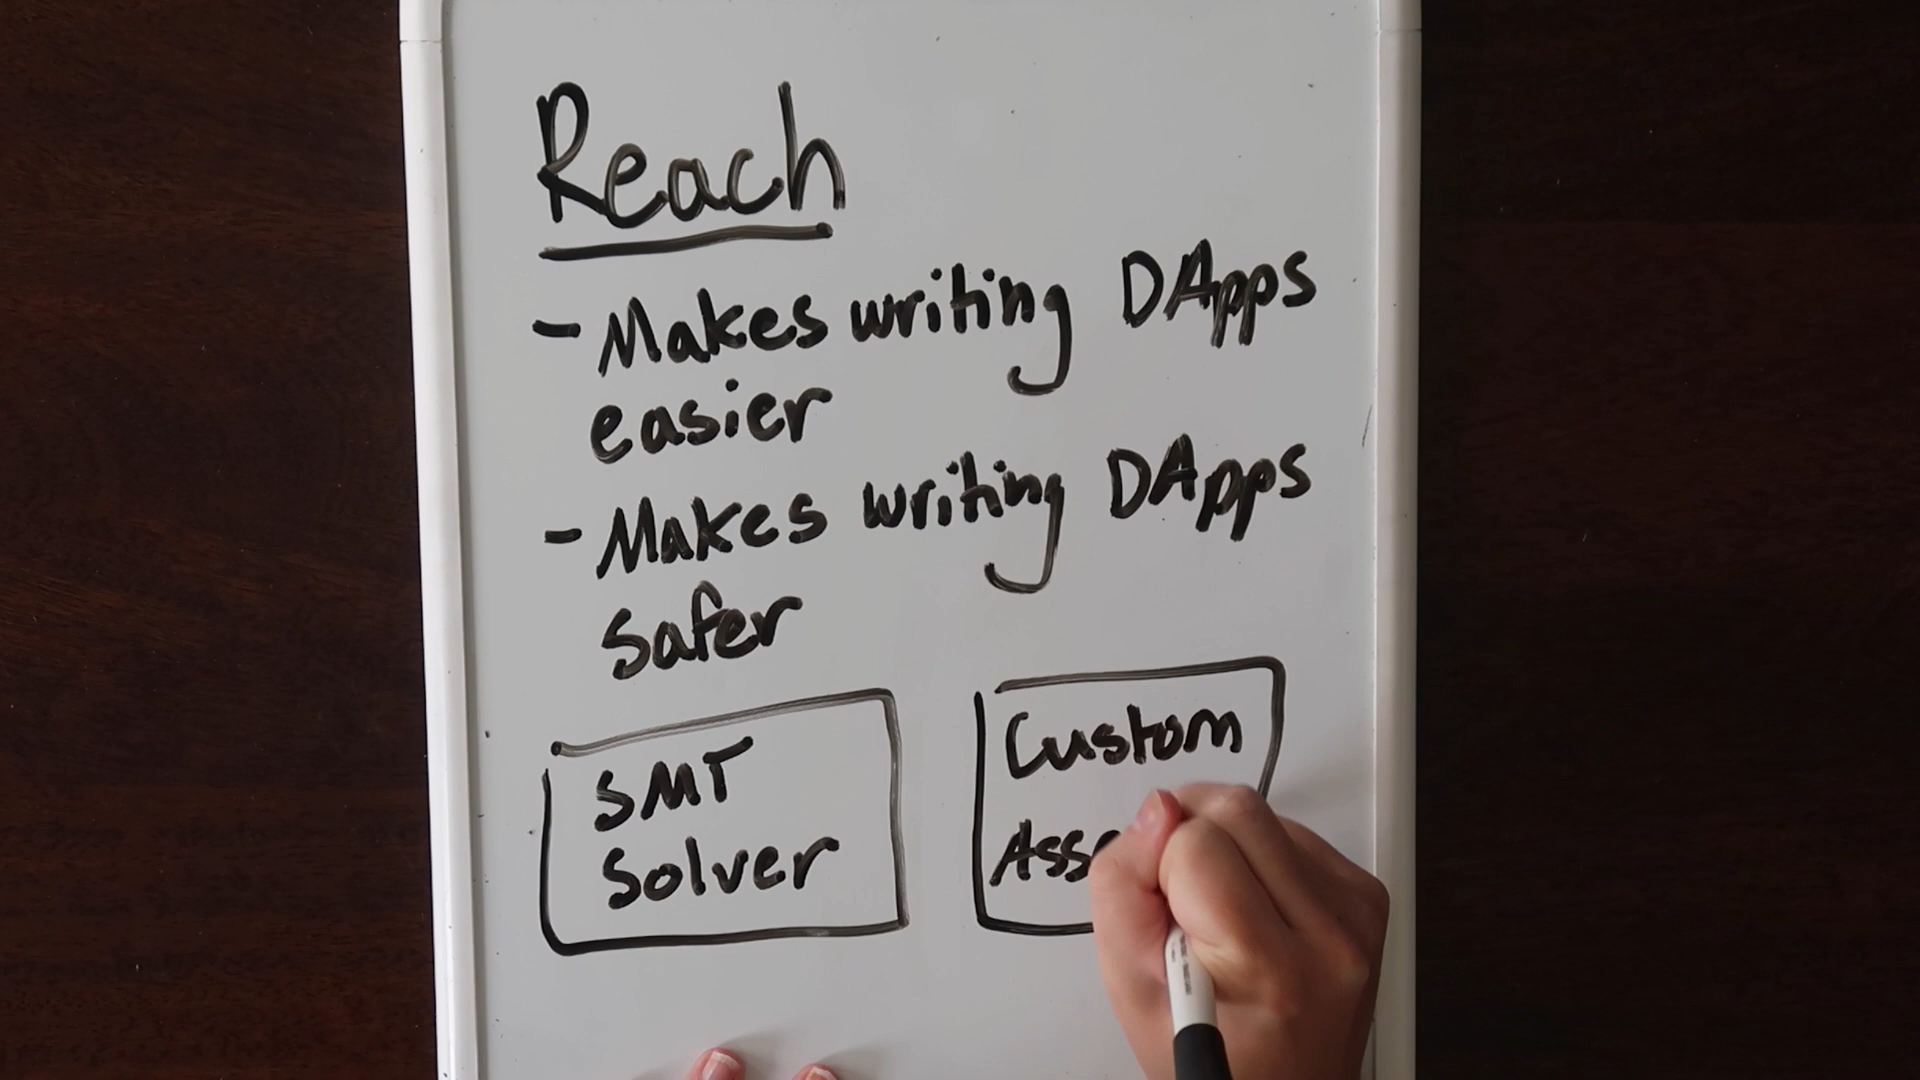 Reach
- Makes writing DApps
easier
- Makes writing DApps
safer
SMT
Solver
Custom